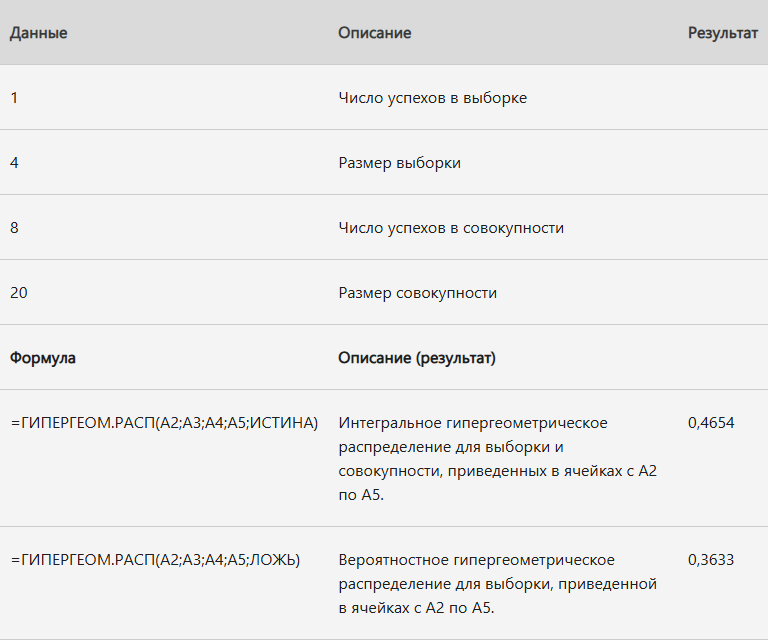 Данные Описание Результат
1 Число успехов в выборке
4 Размер выборки
8 Число успехов в совокупности
20 Размер совокупности
Формула Описание (результат)
=ГИПЕРГЕОМ.РАСП(A2;A3;A4;A5;ИСТИНА) Интегральное гипергеометрическое 0,4654
распределение для выборки и
совокупности, приведенных в ячейках с A2
по A5.
=ГИПЕРГЕОМ.РАСП(A2;A3;A4;A5;ЛОЖЬ) Вероятностное гипергеометрическое 0,3633
распределение для выборки, приведенной
в ячейках с A2 по A5.